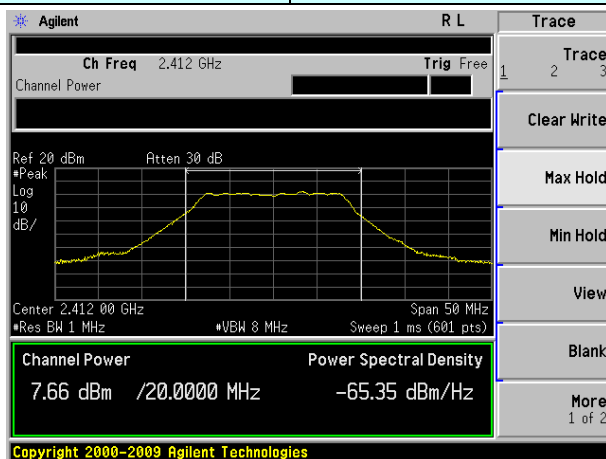 Agilent R L Trace
Ch Freq 2.412 GHz Trig Free
Channel Power
Trace
1 2 3
Clear Write
Max Hold
Min Hold
View
Blank
More
1 of 2
Ref 20 dBm Atten 30 dB
#Peak
Log
10
dB/
Center 2.412 00 GHz Span 50 MHz
#Res BW 1 MHz #VBW 8 MHz Sweep 1 ms (601 pts)
Channel Power Power Spectral Density
7.66 dBm /20.0000 MHz -65.35 dBm/Hz
Copyright 2000-2009 Agilent Technologies